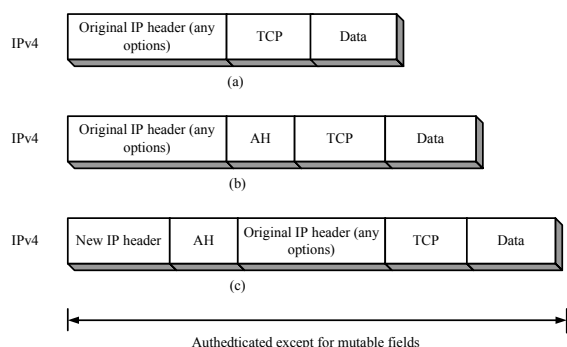 IPv4
Original IP header (any
options)
TCP
Data
(a)
IPv4
Original IP header (any
options)
AH
TCP
Data
(b)
IPv4
New IP header
AH
Original IP header (any
options)
TCP
Data
(c)
Authedticated except for mutable fields